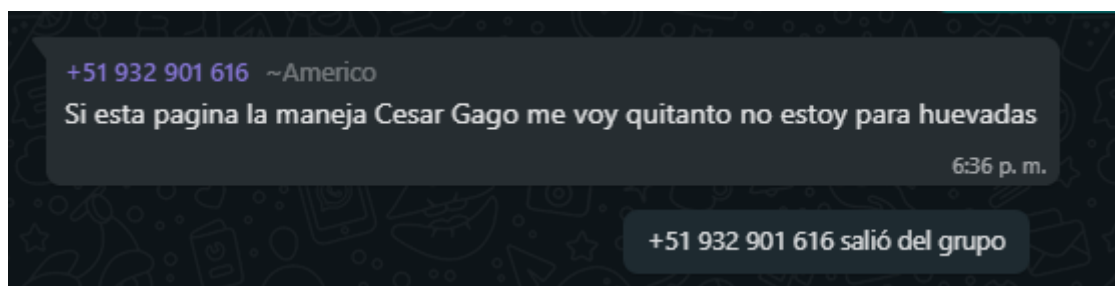 +51 932 901 616 ~Americo
Si esta pagina la maneja Cesar Gago me voy quitanto no estoy para huevadas
6:36 p. m.
+51 932 901 616 salió del grupo